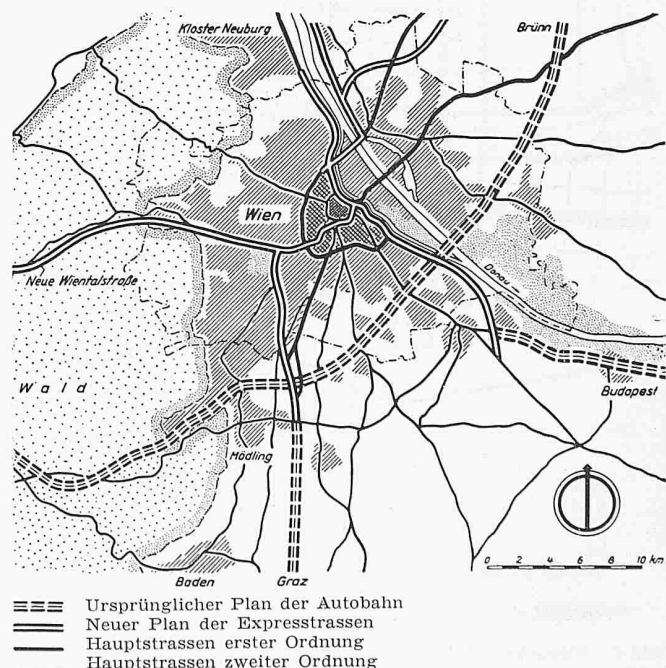 Kloster Neuburg
Brünn
Wien
Neue Wientalstraße
Donau
Wald
Budapest
Mödling
0 2 4 6 8 10 km
Baden
Graz
Ursprünglicher Plan der Autobahn
Neuer Plan der Expresstrassen
Hauptstrassen erster Ordnung
Hauptstrassen zweiter Ordnung